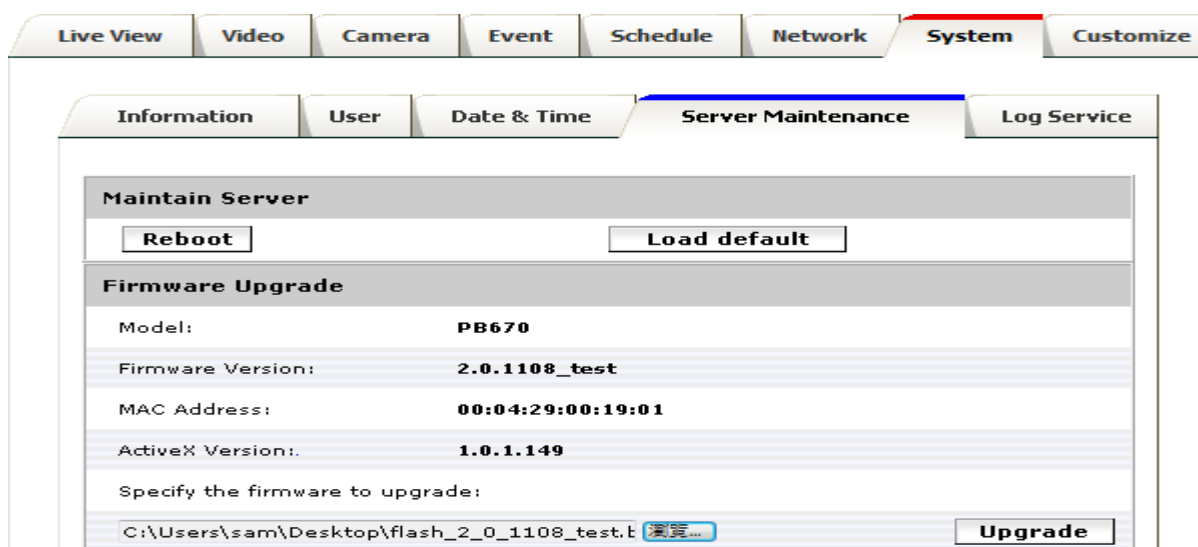 Live View Video Camera Event Schedule Network System Customize
Information User Date & Time Server Maintenance Log Service
Maintain Server
Reboot Load default
Firmware Upgrade
Model: PB670
Firmware Version: 2.0.1108_test
MAC Address: 00:04:29:00:19:01
ActiveX Version:. 1.0.1.149
Specify the firmware to upgrade:
C:\Users\sam\Desktop\flash_2_0_1108_test.b 瀏覽... Upgrade